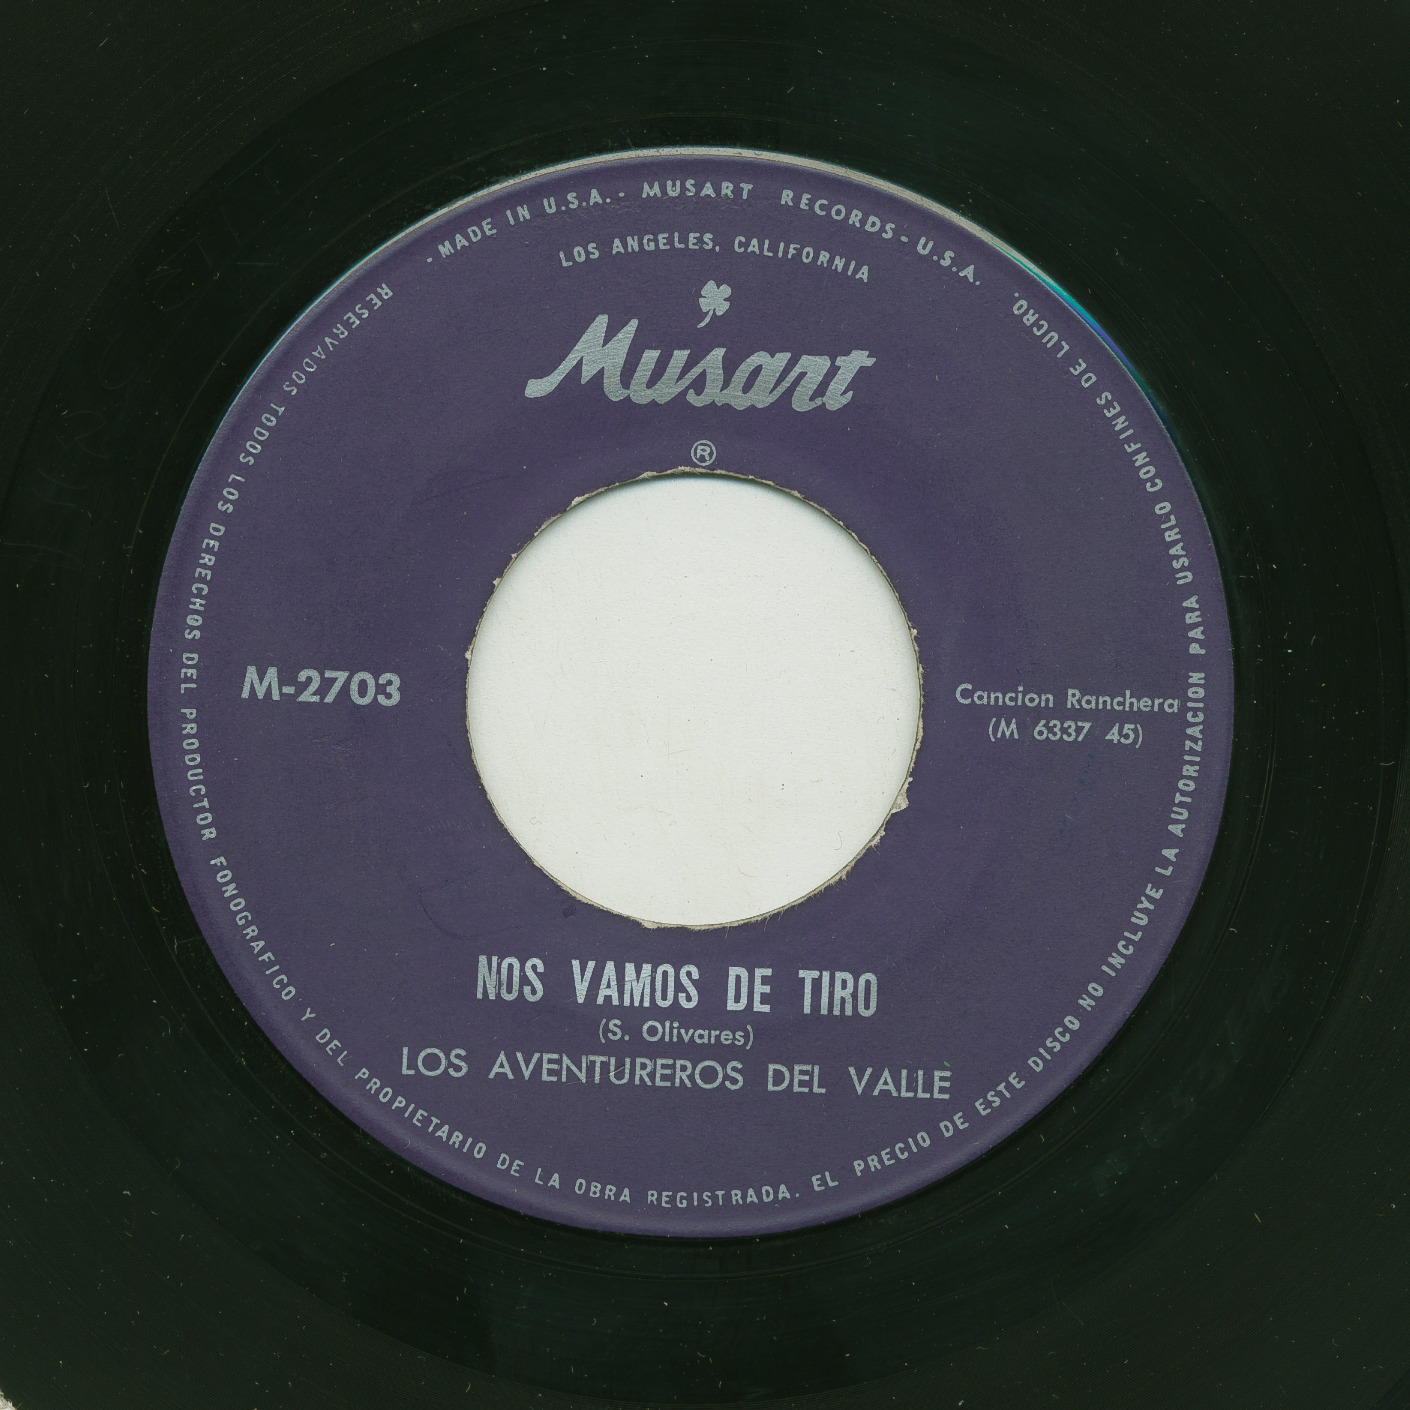 - MADE IN U.S.A. - MUSART RECORDS - U.S.A.
LOS ANGELES, CALIFORNIA
Musart
®
M-2703
Cancion Ranchera
(M 6337 45)
NOS VAMOS DE TIRO
(S. Olivares)
LOS AVENTUREROS DEL VALLE
RESERVADOS TODOS LOS DERECHOS DEL PRODUCTOR FONOGRAFICO Y DEL PROPIETARIO DE LA OBRA REGISTRADA. EL PRECIO DE ESTE DISCO NO INCLUYE LA AUTORIZACION PARA USARLO CONFINES DE LUCRO.